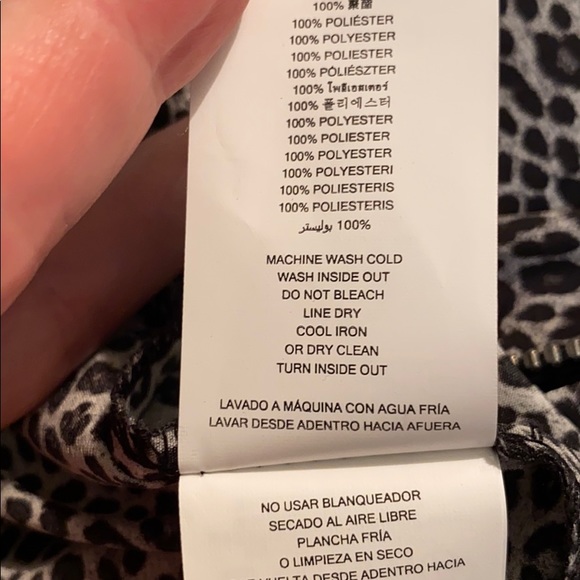 100% 聚酯
100% POLIÉSTER
100% POLYESTER
100% POLIESTER
100% POLIÉSZTER
100% โพลีเอสเตอร์
100% 폴리에스터
100% POLYESTER
100% POLIESTER
100% POLYESTER
100% POLYESTERI
100% POLIESTERIS
100% POLIESTERIS
100% بوليستر
MACHINE WASH COLD
WASH INSIDE OUT
DO NOT BLEACH
LINE DRY
COOL IRON
OR DRY CLEAN
TURN INSIDE OUT
LAVADO A MÁQUINA CON AGUA FRÍA
LAVAR DESDE ADENTRO HACIA AFUERA
NO USAR BLANQUEADOR
SECADO AL AIRE LIBRE
PLANCHA FRÍA
O LIMPIEZA EN SECO
VUELTA DESDE ADENTRO HACIA